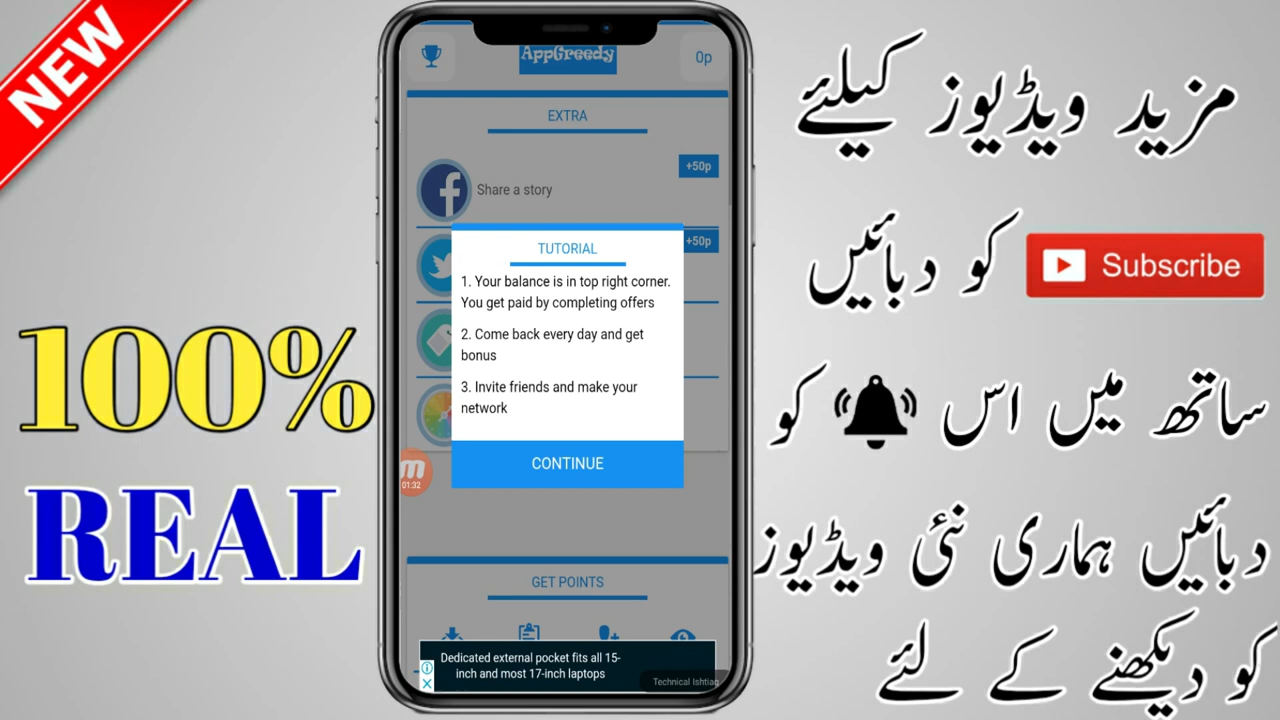 NEW
100%
REAL
AppGreedy
0p
EXTRA
+50p
Share a story
+50p
TUTORIAL
1. Your balance is in top right corner.
You get paid by completing offers
2. Come back every day and get
bonus
3. Invite friends and make your
network
CONTINUE
01:32
GET POINTS
Dedicated external pocket fits all 15-
inch and most 17-inch laptops
Technical Ishtiaq
مزید ویڈیوز کیلئے
Subscribe کو دبائیں
ساتھ میں اس کو
دبائیں ہماری نئی ویڈیوز
کو دیکھنے کے لئے